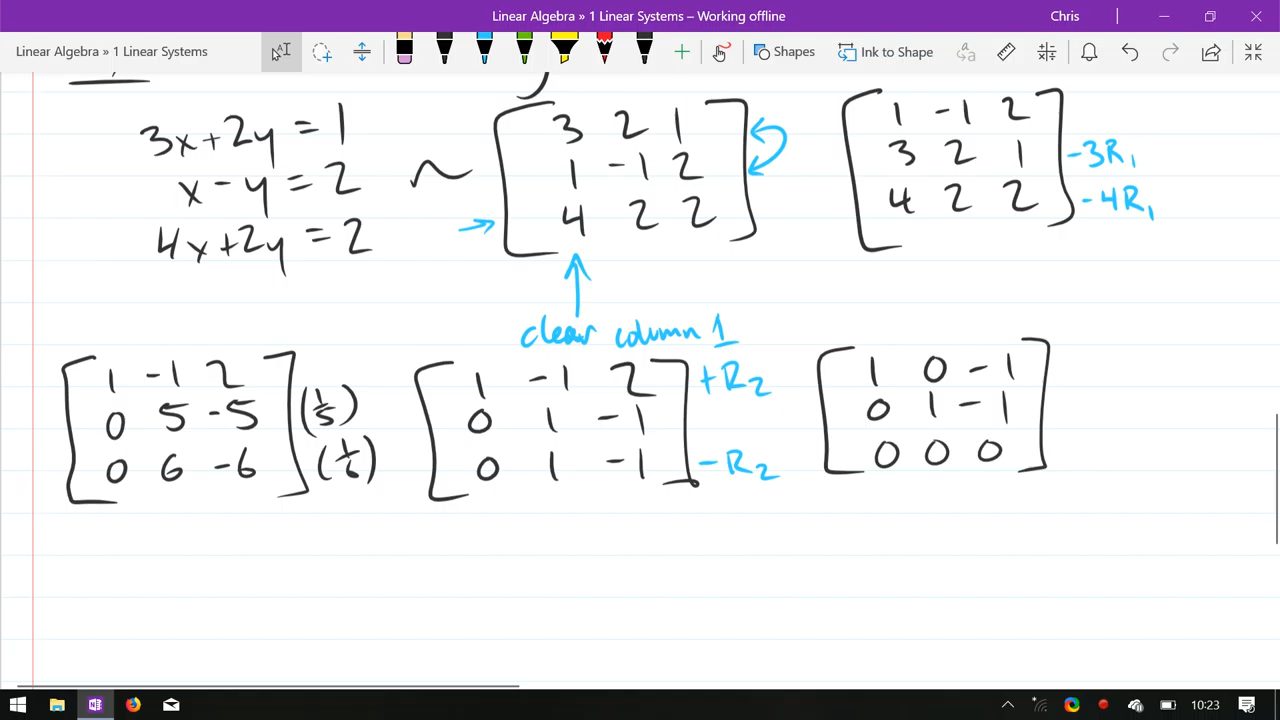 Linear Algebra » 1 Linear Systems – Working offline
Chris
Linear Algebra » 1 Linear Systems
Shapes
Ink to Shape
3x+2y = 1
x - y = 2
4x+2y = 2
~
3 2 1
1 -1 2
4 2 2
1 -1 2
3 2 1 -3R₁
4 2 2 -4R₁
clear column 1
1 -1 2
0 5 -5 (1/5)
0 6 -6 (1/6)
1 -1 2 +R₂
0 1 -1
0 1 -1 -R₂
1 0 -1
0 1 -1
0 0 0
10:23